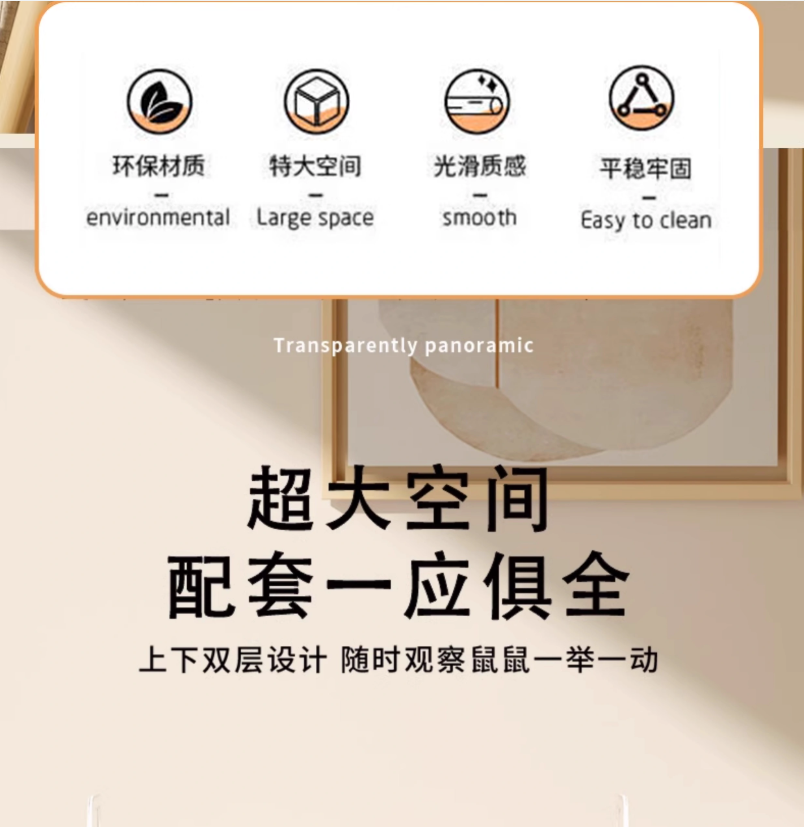 环保材质 特大空间 光滑质感 平稳牢固
environmental Large space smooth Easy to clean
Transparently panoramic
超大空间
配套一应俱全
上下双层设计 随时观察鼠鼠一举一动